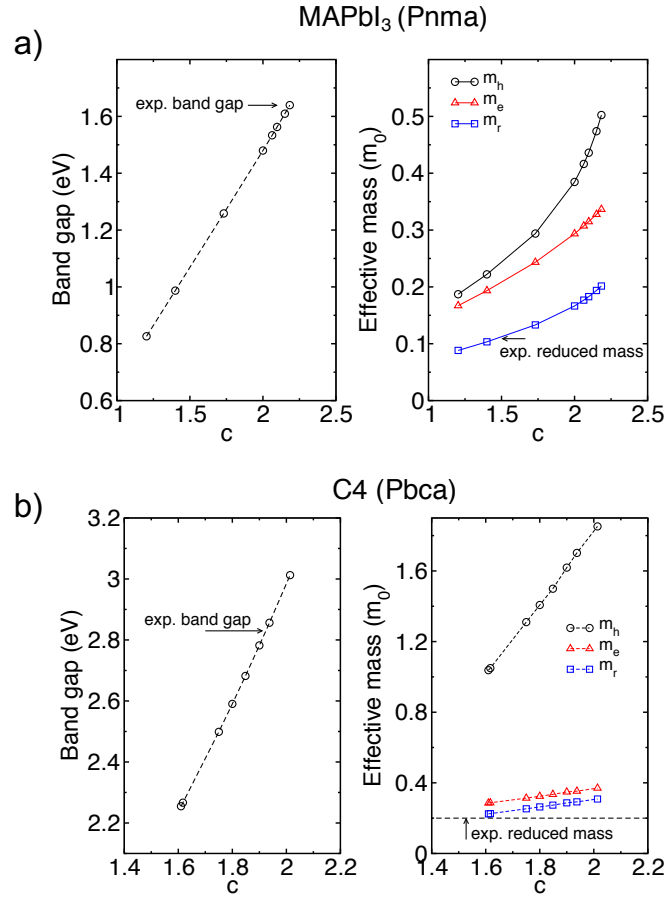 MAPbI₃ (Pnma)
a)
Band gap (eV)
1.6
1.4
1.2
1
0.8
0.6
1
1.5
2
2.5
c
exp. band gap
Effective mass (m₀)
0.5
0.4
0.3
0.2
0.1
0
1
1.5
2
2.5
c
m_h
m_e
m_r
exp. reduced mass
C4 (Pbca)
b)
Band gap (eV)
3.2
3
2.8
2.6
2.4
2.2
1.4
1.6
1.8
2
2.2
c
exp. band gap
Effective mass (m₀)
1.6
1.2
0.8
0.4
0
1.4
1.6
1.8
2
2.2
c
m_h
m_e
m_r
exp. reduced mass